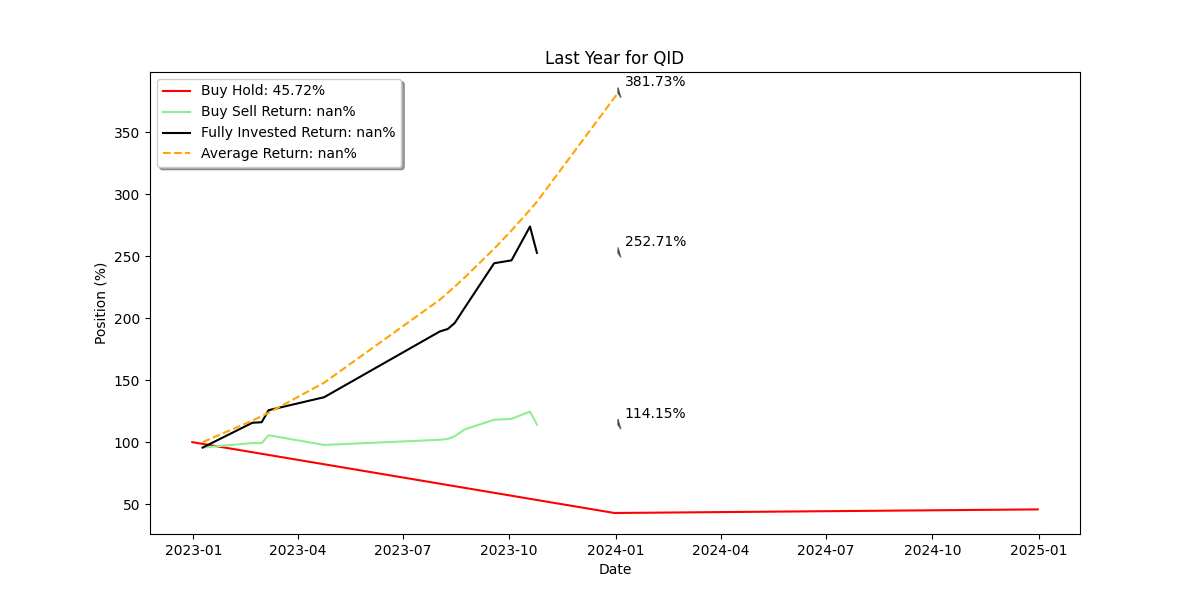 Last Year for QID
Buy Hold: 45.72%
Buy Sell Return: nan%
Fully Invested Return: nan%
Average Return: nan%
381.73%
252.71%
114.15%
Position (%)
350
300
250
200
150
100
50
2023-01
2023-04
2023-07
2023-10
2024-01
2024-04
2024-07
2024-10
2025-01
Date